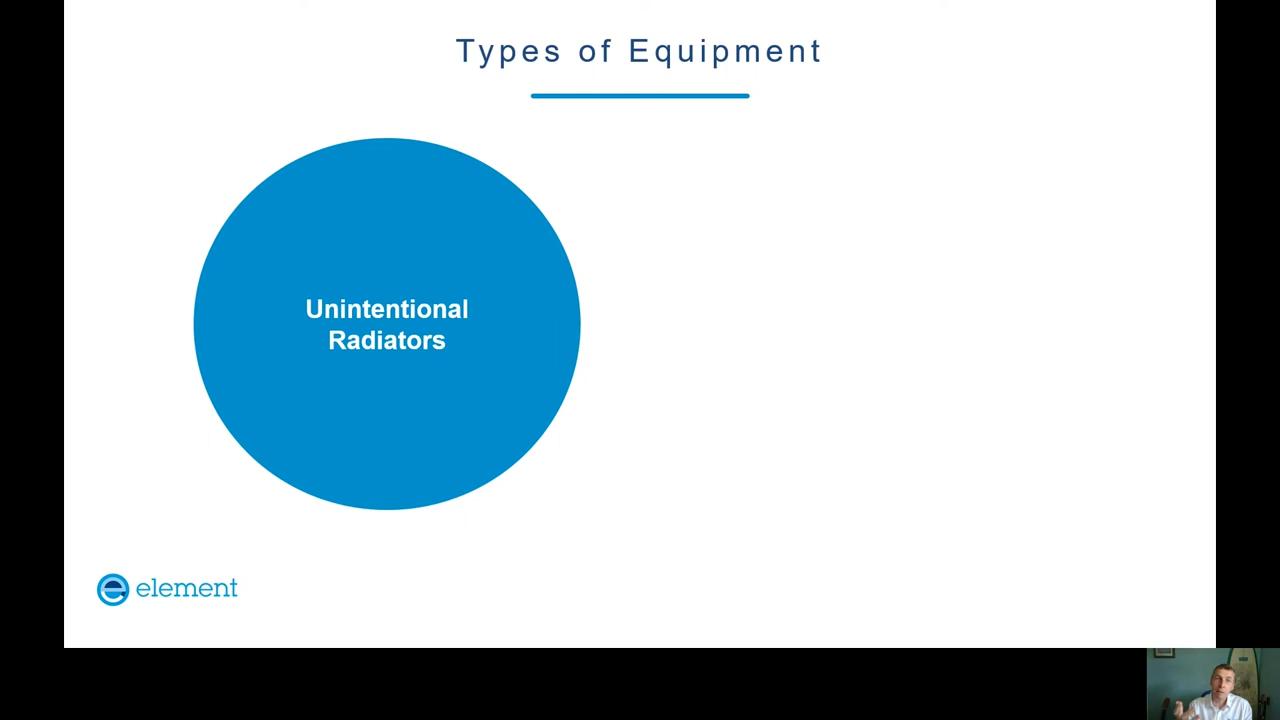 Types of Equipment
Unintentional
Radiators
element